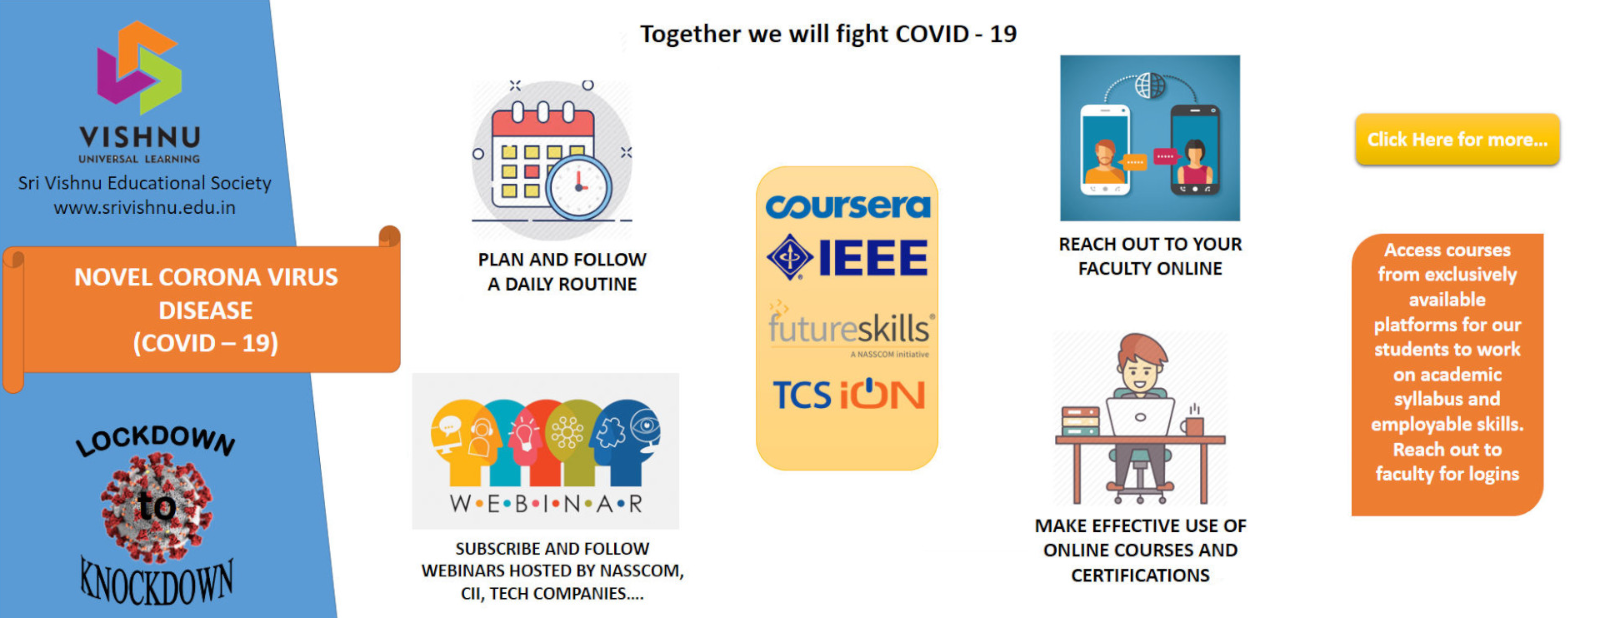 VISHNU
UNIVERSAL LEARNING
Sri Vishnu Educational Society
www.srivishnu.edu.in
NOVEL CORONA VIRUS
DISEASE
(COVID – 19)
LOCKDOWN
to
KNOCKDOWN
Together we will fight COVID - 19
PLAN AND FOLLOW
A DAILY ROUTINE
W•E•B•I•N•A•R
SUBSCRIBE AND FOLLOW
WEBINARS HOSTED BY NASSCOM,
CII, TECH COMPANIES....
coursera
IEEE
futureskills
A NASSCOM initiative
TCS iON
REACH OUT TO YOUR
FACULTY ONLINE
MAKE EFFECTIVE USE OF
ONLINE COURSES AND
CERTIFICATIONS
Click Here for more...
Access courses
from exclusively
available
platforms for our
students to work
on academic
syllabus and
employable skills.
Reach out to
faculty for logins